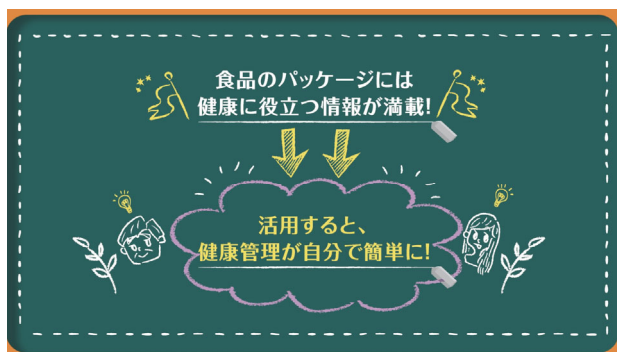 食品のパッケージには
健康に役立つ情報が満載!
活用すると、
健康管理が自分で簡単に!